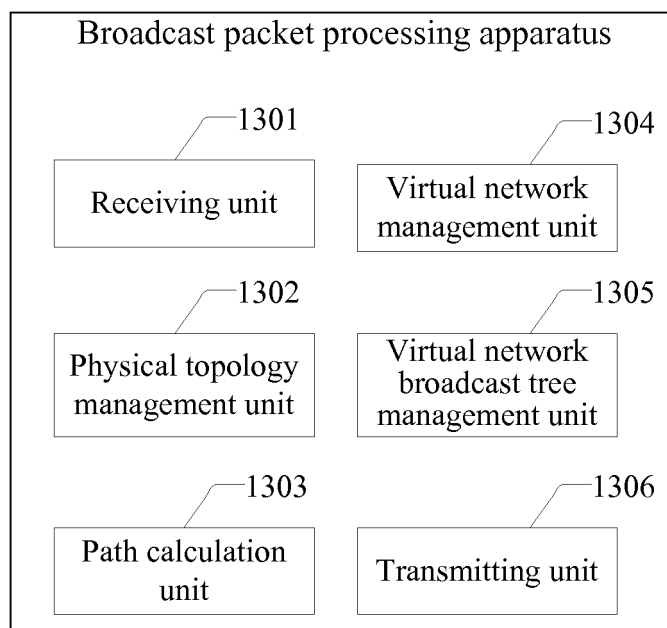 Broadcast packet processing apparatus
1301
Receiving unit
1304
Virtual network
management unit
1302
Physical topology
management unit
1305
Virtual network
broadcast tree
management unit
1303
Path calculation
unit
1306
Transmitting unit